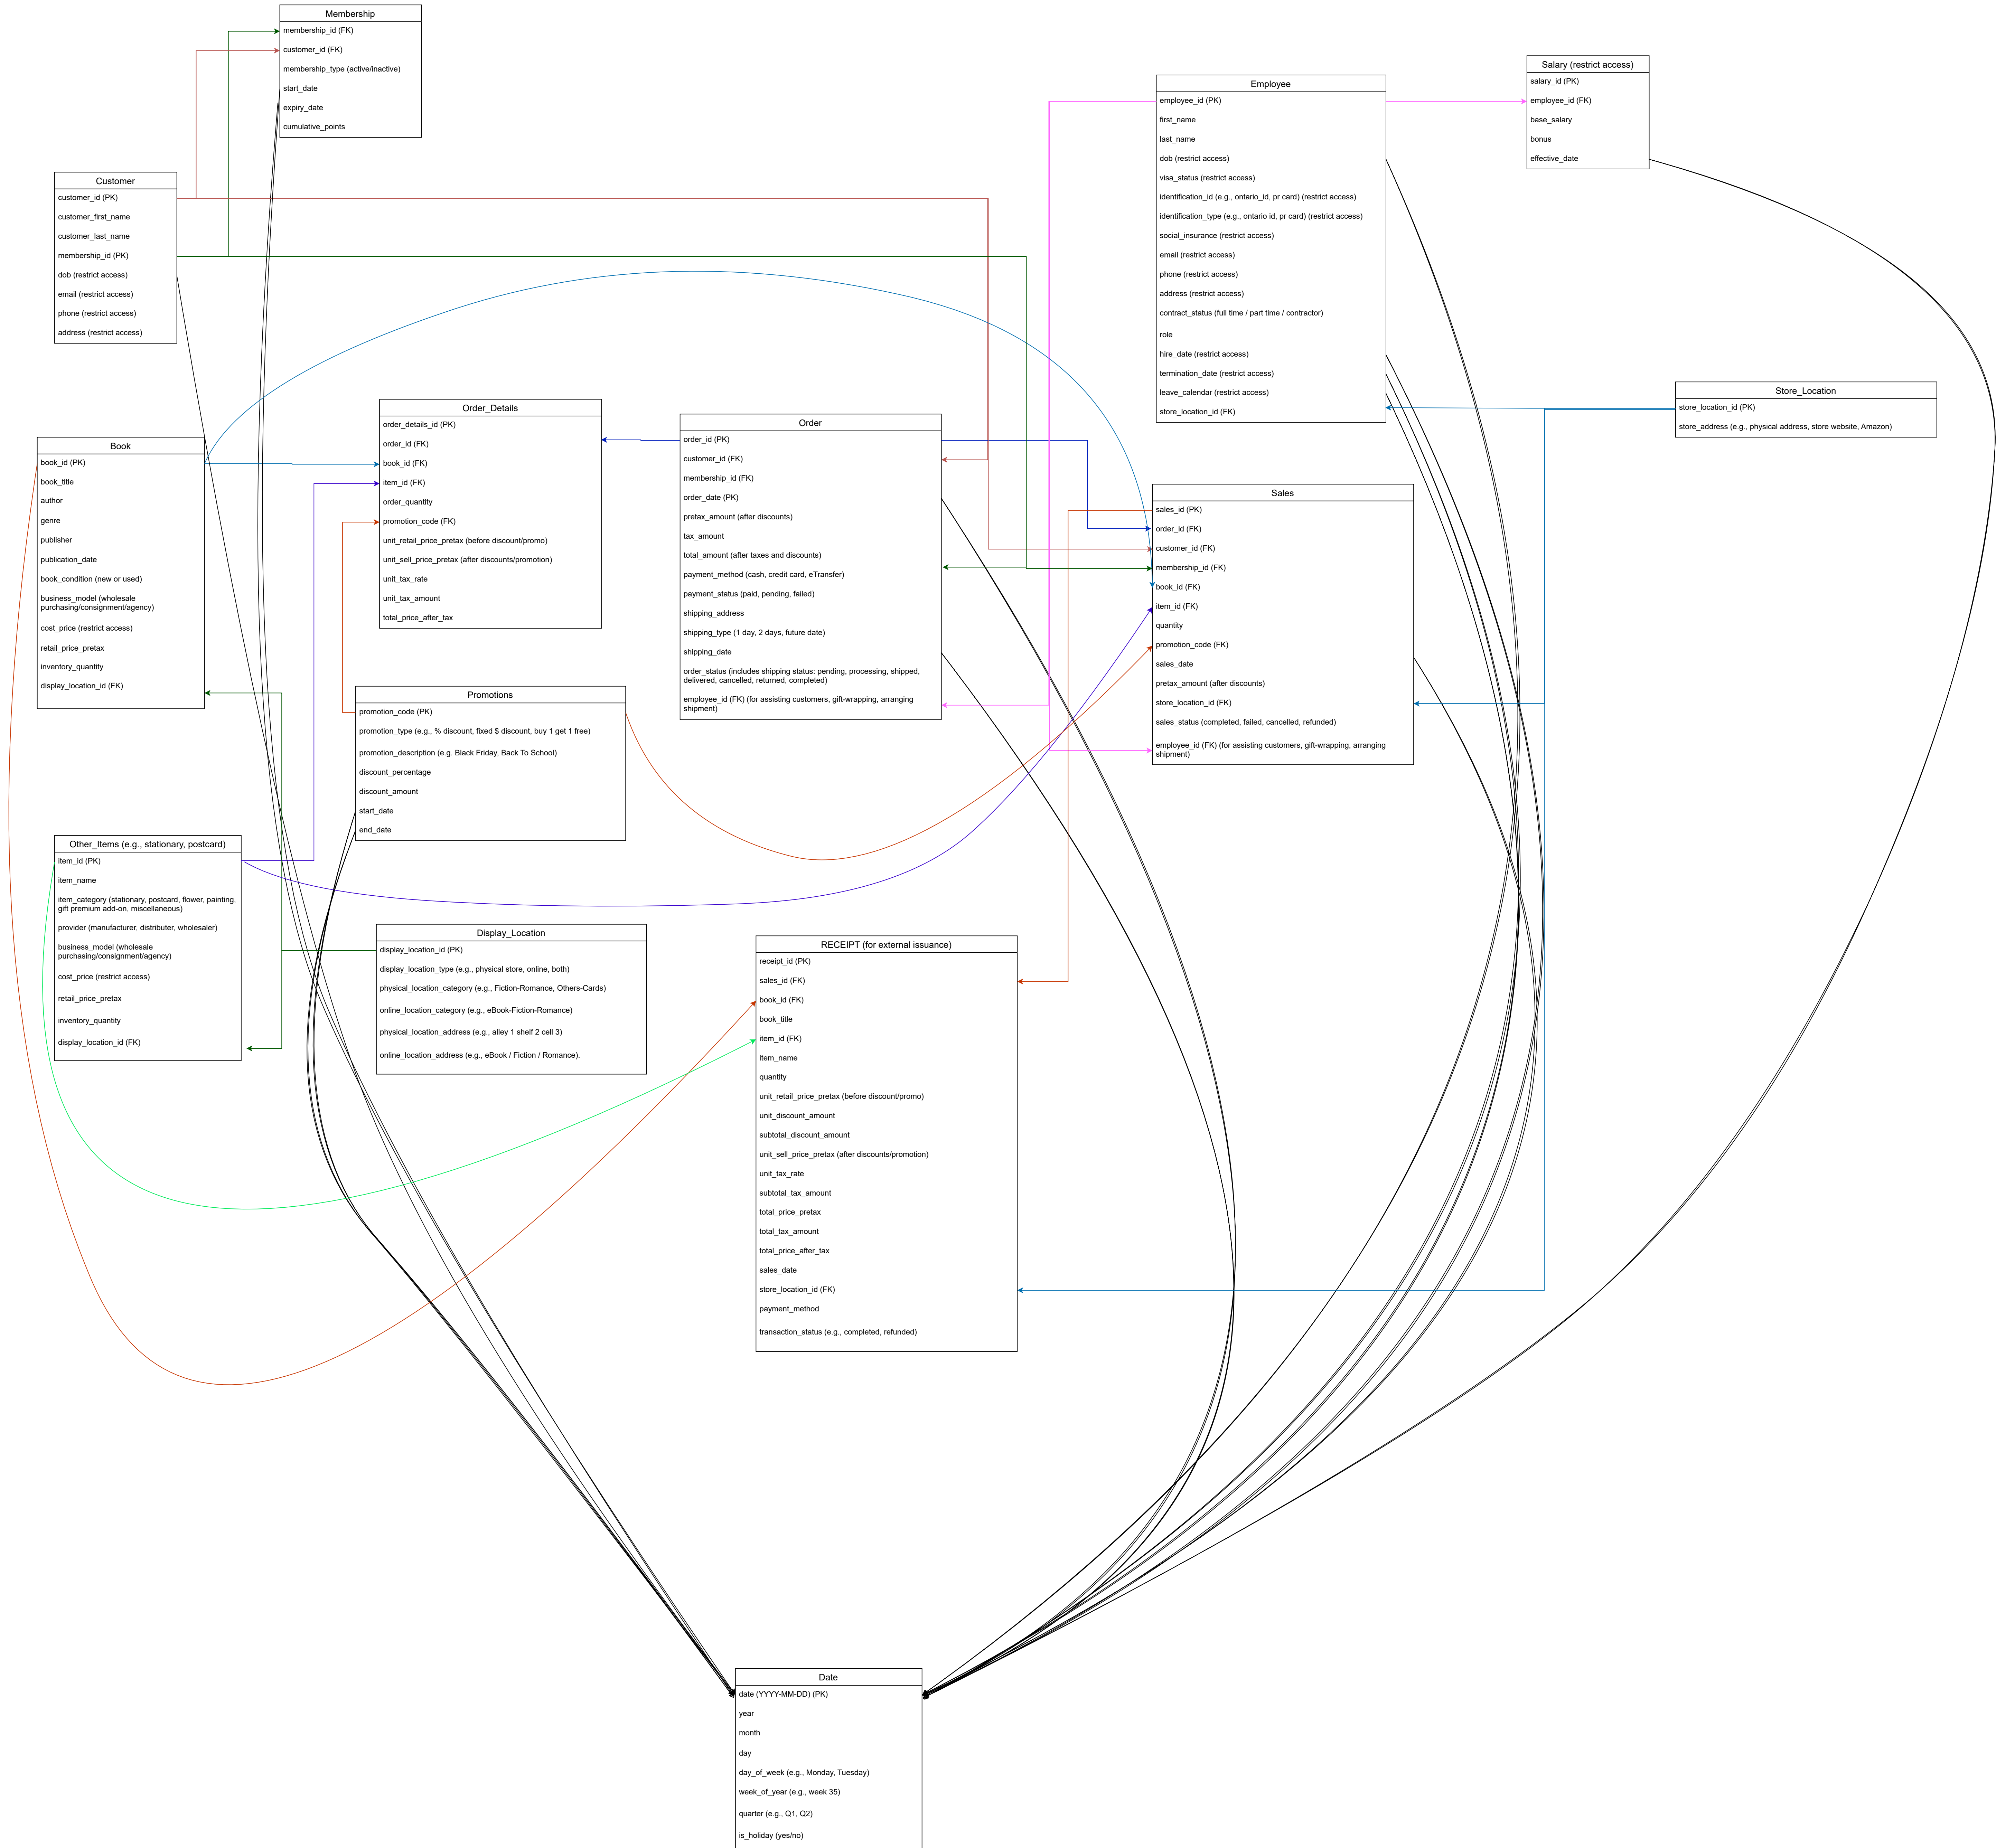 Membership
membership_id (FK)
customer_id (FK)
membership_type (active/inactive)
start_date
expiry_date
cumulative_points
Customer
customer_id (PK)
customer_first_name
customer_last_name
membership_id (PK)
dob (restrict access)
email (restrict access)
phone (restrict access)
address (restrict access)
Employee
employee_id (PK)
first_name
last_name
dob (restrict access)
visa_status (restrict access)
identification_id (e.g., ontario_id, pr card) (restrict access)
identification_type (e.g., ontario id, pr card) (restrict access)
social_insurance (restrict access)
email (restrict access)
phone (restrict access)
address (restrict access)
contract_status (full time / part time / contractor)
role
hire_date (restrict access)
termination_date (restrict access)
leave_calendar (restrict access)
store_location_id (FK)
Salary (restrict access)
salary_id (PK)
employee_id (FK)
base_salary
bonus
effective_date
Store_Location
store_location_id (PK)
store_address (e.g., physical address, store website, Amazon)
Book
book_id (PK)
book_title
author
genre
publisher
publication_date
book_condition (new or used)
business_model (wholesale
purchasing/consignment/agency)
cost_price (restrict access)
retail_price_pretax
inventory_quantity
display_location_id (FK)
Order_Details
order_details_id (PK)
order_id (FK)
book_id (FK)
item_id (FK)
order_quantity
promotion_code (FK)
unit_retail_price_pretax (before discount/promo)
unit_sell_price_pretax (after discounts/promotion)
unit_tax_rate
unit_tax_amount
total_price_after_tax
Order
order_id (PK)
customer_id (FK)
membership_id (FK)
order_date (PK)
pretax_amount (after discounts)
tax_amount
total_amount (after taxes and discounts)
payment_method (cash, credit card, eTransfer)
payment_status (paid, pending, failed)
shipping_address
shipping_type (1 day, 2 days, future date)
shipping_date
order_status (includes shipping status: pending, processing, shipped,
delivered, cancelled, returned, completed)
employee_id (FK) (for assisting customers, gift-wrapping, arranging
shipment)
Sales
sales_id (PK)
order_id (FK)
customer_id (FK)
membership_id (FK)
book_id (FK)
item_id (FK)
quantity
promotion_code (FK)
sales_date
pretax_amount (after discounts)
store_location_id (FK)
sales_status (completed, failed, cancelled, refunded)
employee_id (FK) (for assisting customers, gift-wrapping, arranging
shipment)
Promotions
promotion_code (PK)
promotion_type (e.g., % discount, fixed $ discount, buy 1 get 1 free)
promotion_description (e.g. Black Friday, Back To School)
discount_percentage
discount_amount
start_date
end_date
Other_Items (e.g., stationary, postcard)
item_id (PK)
item_name
item_category (stationary, postcard, flower, painting,
gift premium add-on, miscellaneous)
provider (manufacturer, distributer, wholesaler)
business_model (wholesale
purchasing/consignment/agency)
cost_price (restrict access)
retail_price_pretax
inventory_quantity
display_location_id (FK)
Display_Location
display_location_id (PK)
display_location_type (e.g., physical store, online, both)
physical_location_category (e.g., Fiction-Romance, Others-Cards)
online_location_category (e.g., eBook-Fiction-Romance)
physical_location_address (e.g., alley 1 shelf 2 cell 3)
online_location_address (e.g., eBook / Fiction / Romance).
RECEIPT (for external issuance)
receipt_id (PK)
sales_id (FK)
book_id (FK)
book_title
item_id (FK)
item_name
quantity
unit_retail_price_pretax (before discount/promo)
unit_discount_amount
subtotal_discount_amount
unit_sell_price_pretax (after discounts/promotion)
unit_tax_rate
subtotal_tax_amount
total_price_pretax
total_tax_amount
total_price_after_tax
sales_date
store_location_id (FK)
payment_method
transaction_status (e.g., completed, refunded)
Date
date (YYYY-MM-DD) (PK)
year
month
day
day_of_week (e.g., Monday, Tuesday)
week_of_year (e.g., week 35)
quarter (e.g., Q1, Q2)
is_holiday (yes/no)